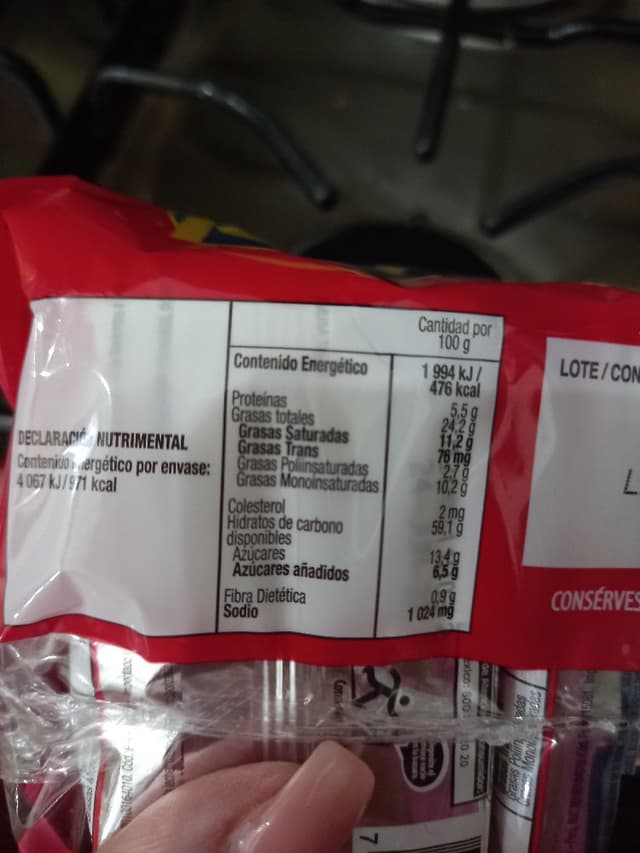 Cantidad por
100 g
Contenido Energético 1 994 kJ /
476 kcal
Proteínas 5,5 g
Grasas totales 24,2 g
Grasas Saturadas 11,2 g
Grasas Trans 76 mg
Grasas Poliinsaturadas 2,7 g
Grasas Monoinsaturadas 10,2 g
Colesterol 2 mg
Hidratos de carbono 59,1 g
disponibles
Azúcares 13,4 g
Azúcares añadidos 6,5 g
Fibra Dietética 0,9 g
Sodio 1 024 mg
DECLARACIÓN NUTRIMENTAL
Contenido Energético por envase:
4 067 kJ/971 kcal
LOTE / CON
L
CONSÉRVES